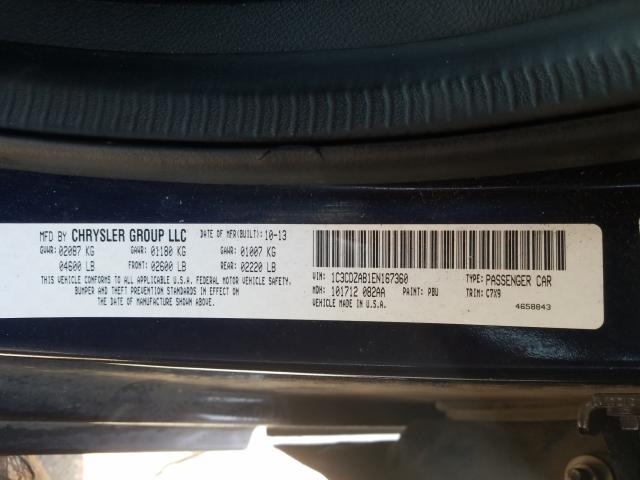 MFD BY CHRYSLER GROUP LLC DATE OF MFR(BUILT): 10-13
GVWR: 02087 KG GAWR: 01180 KG GAWR: 01007 KG
04600 LB FRONT: 02600 LB REAR: 02220 LB
THIS VEHICLE CONFORMS TO ALL APPLICABLE U.S.A. FEDERAL MOTOR VEHICLE SAFETY,
BUMPER AND THEFT PREVENTION STANDARDS IN EFFECT ON
THE DATE OF MANUFACTURE SHOWN ABOVE.
VIN: 1C3CDZAB1EN167360 TYPE: PASSENGER CAR
MDH: 101712 082AA PAINT: PBU TRIM: C7X9
VEHICLE MADE IN U.S.A. 4658843